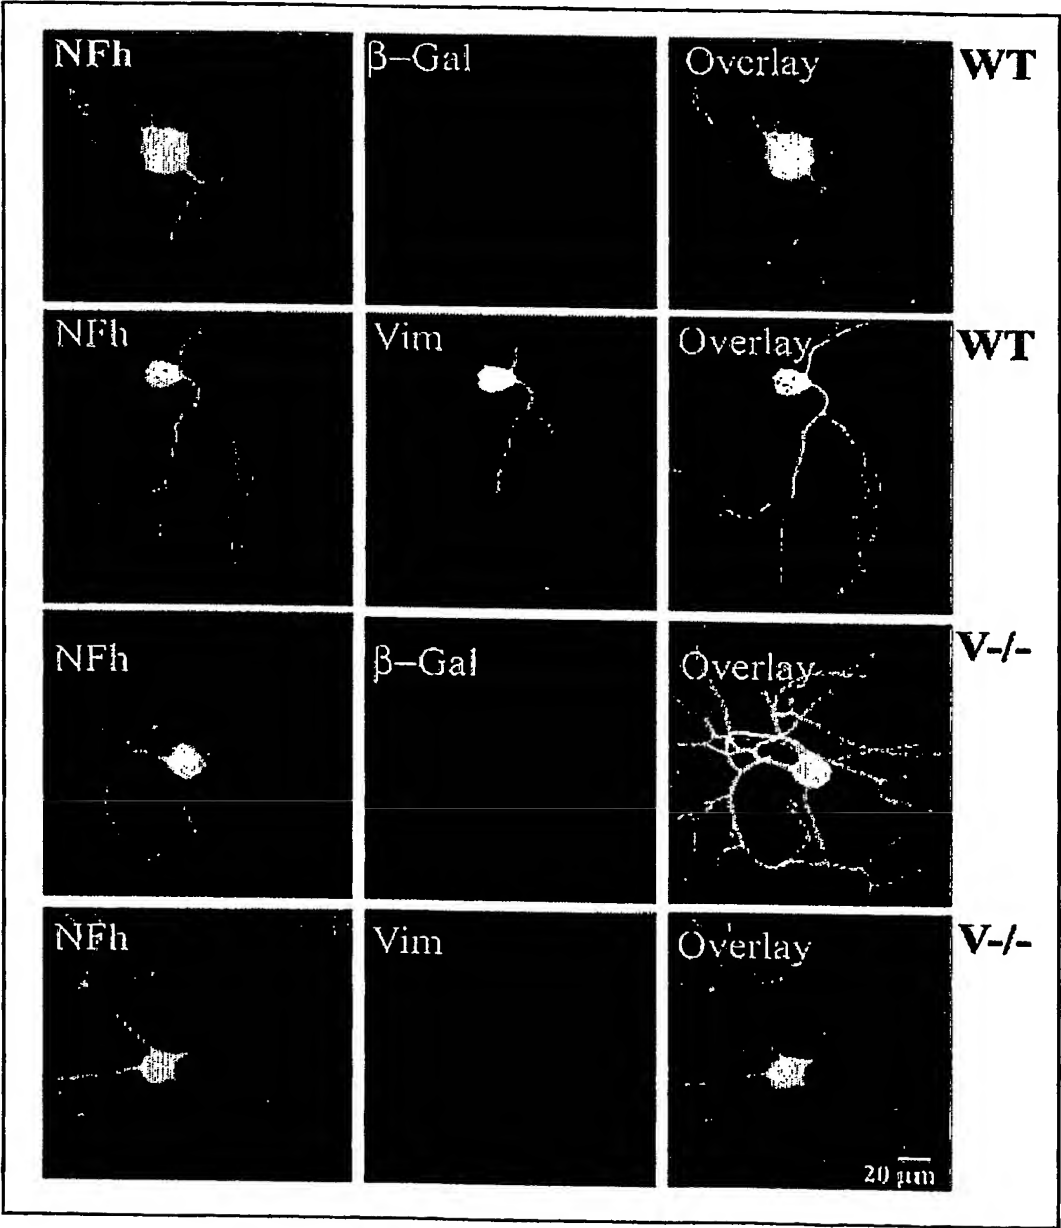 NFh β–Gal Overlay WT
NFh Vim Overlay WT
NFh β–Gal Overlay V-/-
NFh Vim Overlay V-/-
20 μm